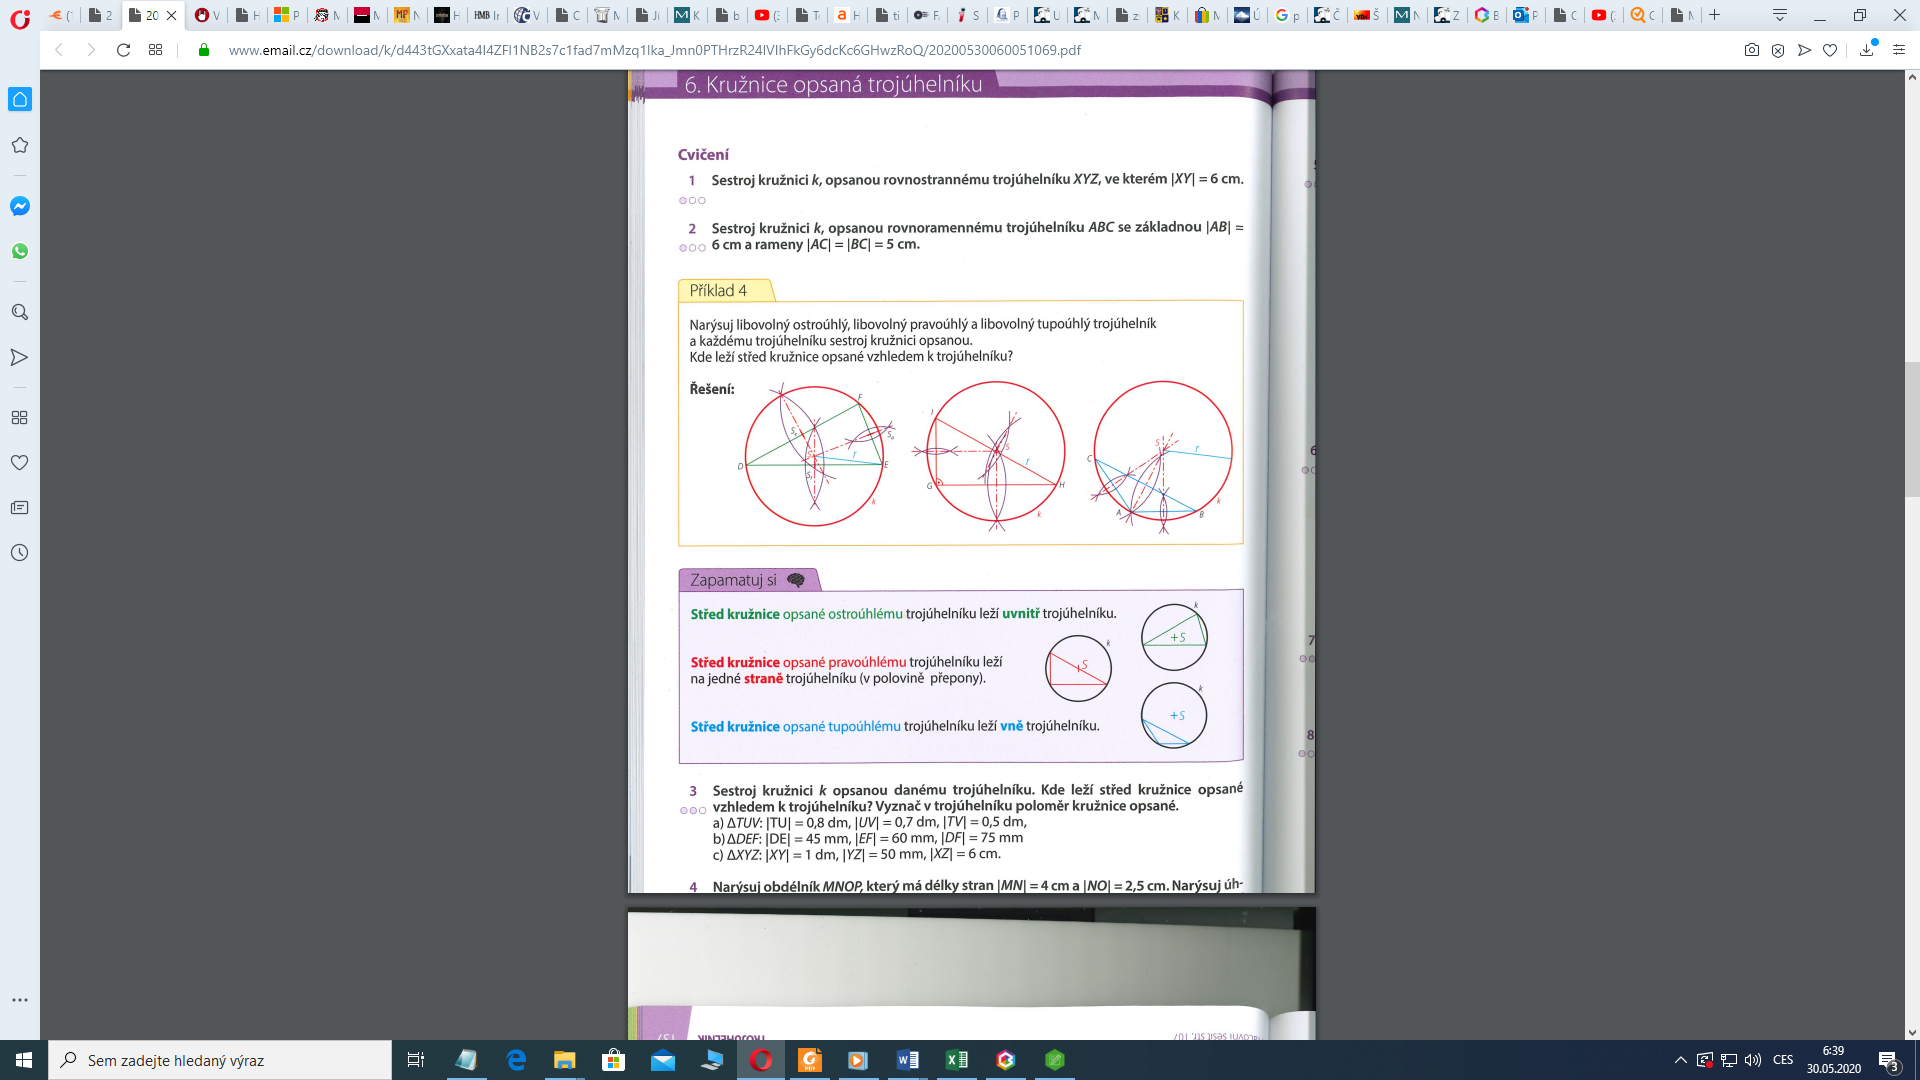 www.email.cz/download/k/d443tGXxata4I4ZFl1NB2s7c1fad7mMzq1lka_Jmn0PTHrzR24lVIhFkGy6dcKc6GHwzRoQ/20200530060051069.pdf
6. Kružnice opsaná trojúhelníku
Cvičení
1 Sestroj kružnici k, opsanou rovnostrannému trojúhelníku XYZ, ve kterém |XY| = 6 cm.
2 Sestroj kružnici k, opsanou rovnoramennému trojúhelníku ABC se základnou |AB| =
6 cm a rameny |AC| = |BC| = 5 cm.
Příklad 4
Narýsuj libovolný ostroúhlý, libovolný pravoúhlý a libovolný tupoúhlý trojúhelník
a každému trojúhelníku sestroj kružnici opsanou.
Kde leží střed kružnice opsané vzhledem k trojúhelníku?
Řešení:
D E F S r k
G H I S r k
A B C S r k
Zapamatuj si
Střed kružnice opsané ostroúhlému trojúhelníku leží uvnitř trojúhelníku.
k
+S
Střed kružnice opsané pravoúhlému trojúhelníku leží
na jedné straně trojúhelníku (v polovině přepony).
k
S
Střed kružnice opsané tupoúhlému trojúhelníku leží vně trojúhelníku.
k
+S
3 Sestroj kružnici k opsanou danému trojúhelníku. Kde leží střed kružnice opsané
vzhledem k trojúhelníku? Vyznač v trojúhelníku poloměr kružnice opsané.
a) ΔTUV: |TU| = 0,8 dm, |UV| = 0,7 dm, |TV| = 0,5 dm,
b) ΔDEF: |DE| = 45 mm, |EF| = 60 mm, |DF| = 75 mm
c) ΔXYZ: |XY| = 1 dm, |YZ| = 50 mm, |XZ| = 6 cm.
4 Narýsuj obdélník MNOP, který má délky stran |MN| = 4 cm a |NO| = 2,5 cm. Narýsuj úh-
6
7
8
Sem zadejte hledaný výraz
CES
6:39
30.05.2020
3